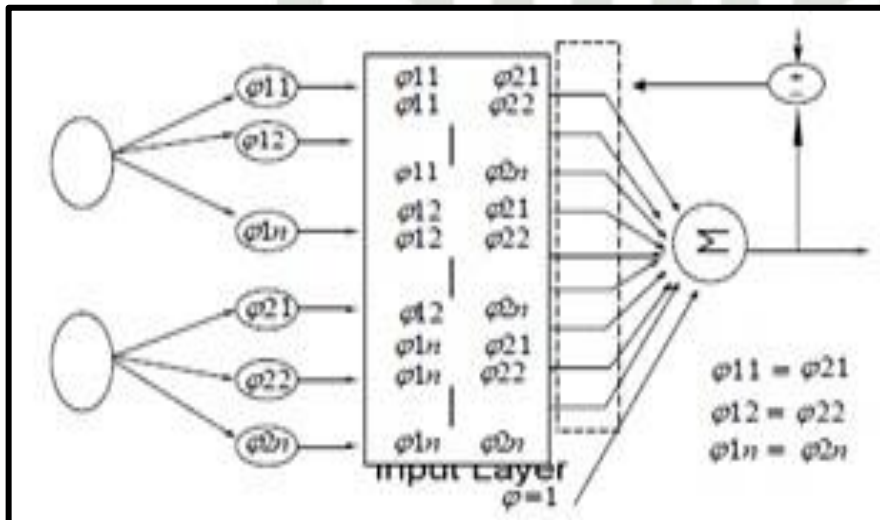 φ11
φ12
φ1n
φ21
φ22
φ2n
φ11 φ21
φ11 φ22
φ11 φ2n
φ12 φ21
φ12 φ22
φ12 φ2n
φ1n φ21
φ1n φ22
φ1n φ2n
Input Layer
φ=1
Σ
φ11 = φ21
φ12 = φ22
φ1n = φ2n